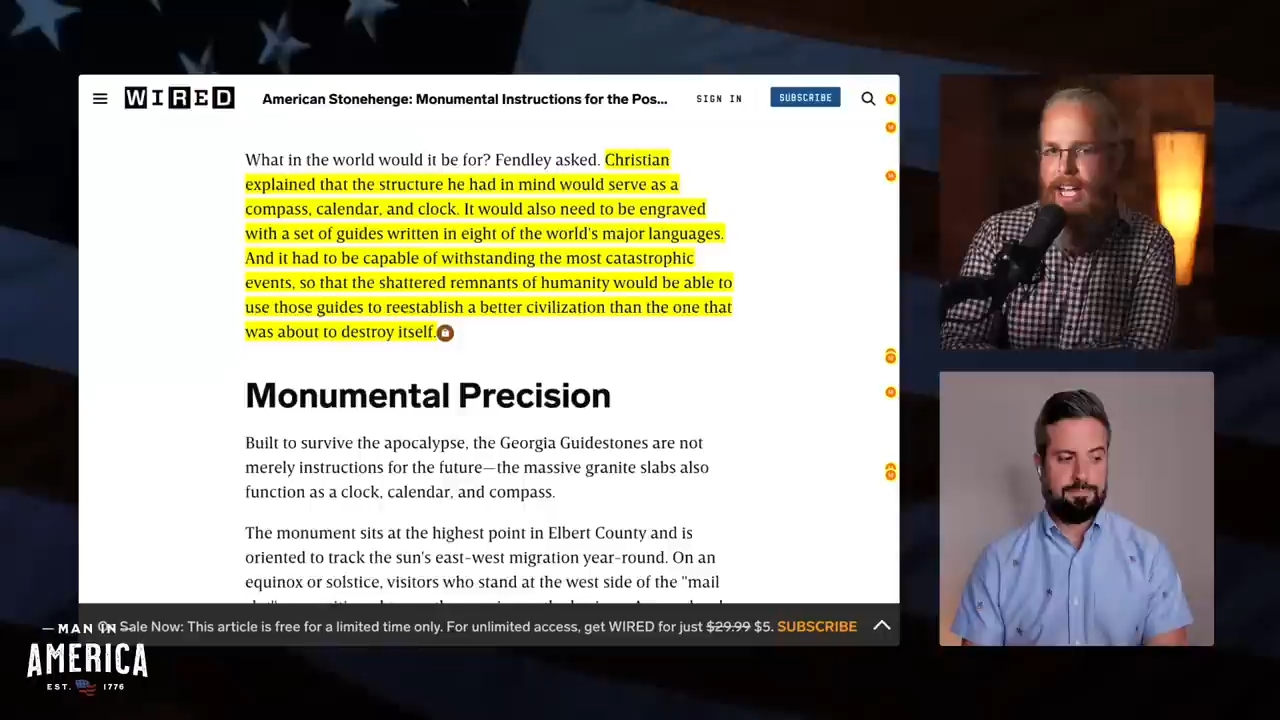 WIRED
American Stonehenge: Monumental Instructions for the Pos...
SIGN IN
SUBSCRIBE
What in the world would it be for? Fendley asked. Christian
explained that the structure he had in mind would serve as a
compass, calendar, and clock. It would also need to be engraved
with a set of guides written in eight of the world's major languages.
And it had to be capable of withstanding the most catastrophic
events, so that the shattered remnants of humanity would be able to
use those guides to reestablish a better civilization than the one that
was about to destroy itself.
Monumental Precision
Built to survive the apocalypse, the Georgia Guidestones are not
merely instructions for the future—the massive granite slabs also
function as a clock, calendar, and compass.
The monument sits at the highest point in Elbert County and is
oriented to track the sun's east-west migration year-round. On an
equinox or solstice, visitors who stand at the west side of the "mail
Sale Now: This article is free for a limited time only. For unlimited access, get WIRED for just $29.99 $5. SUBSCRIBE
MAN IN
AMERICA
EST. 1776